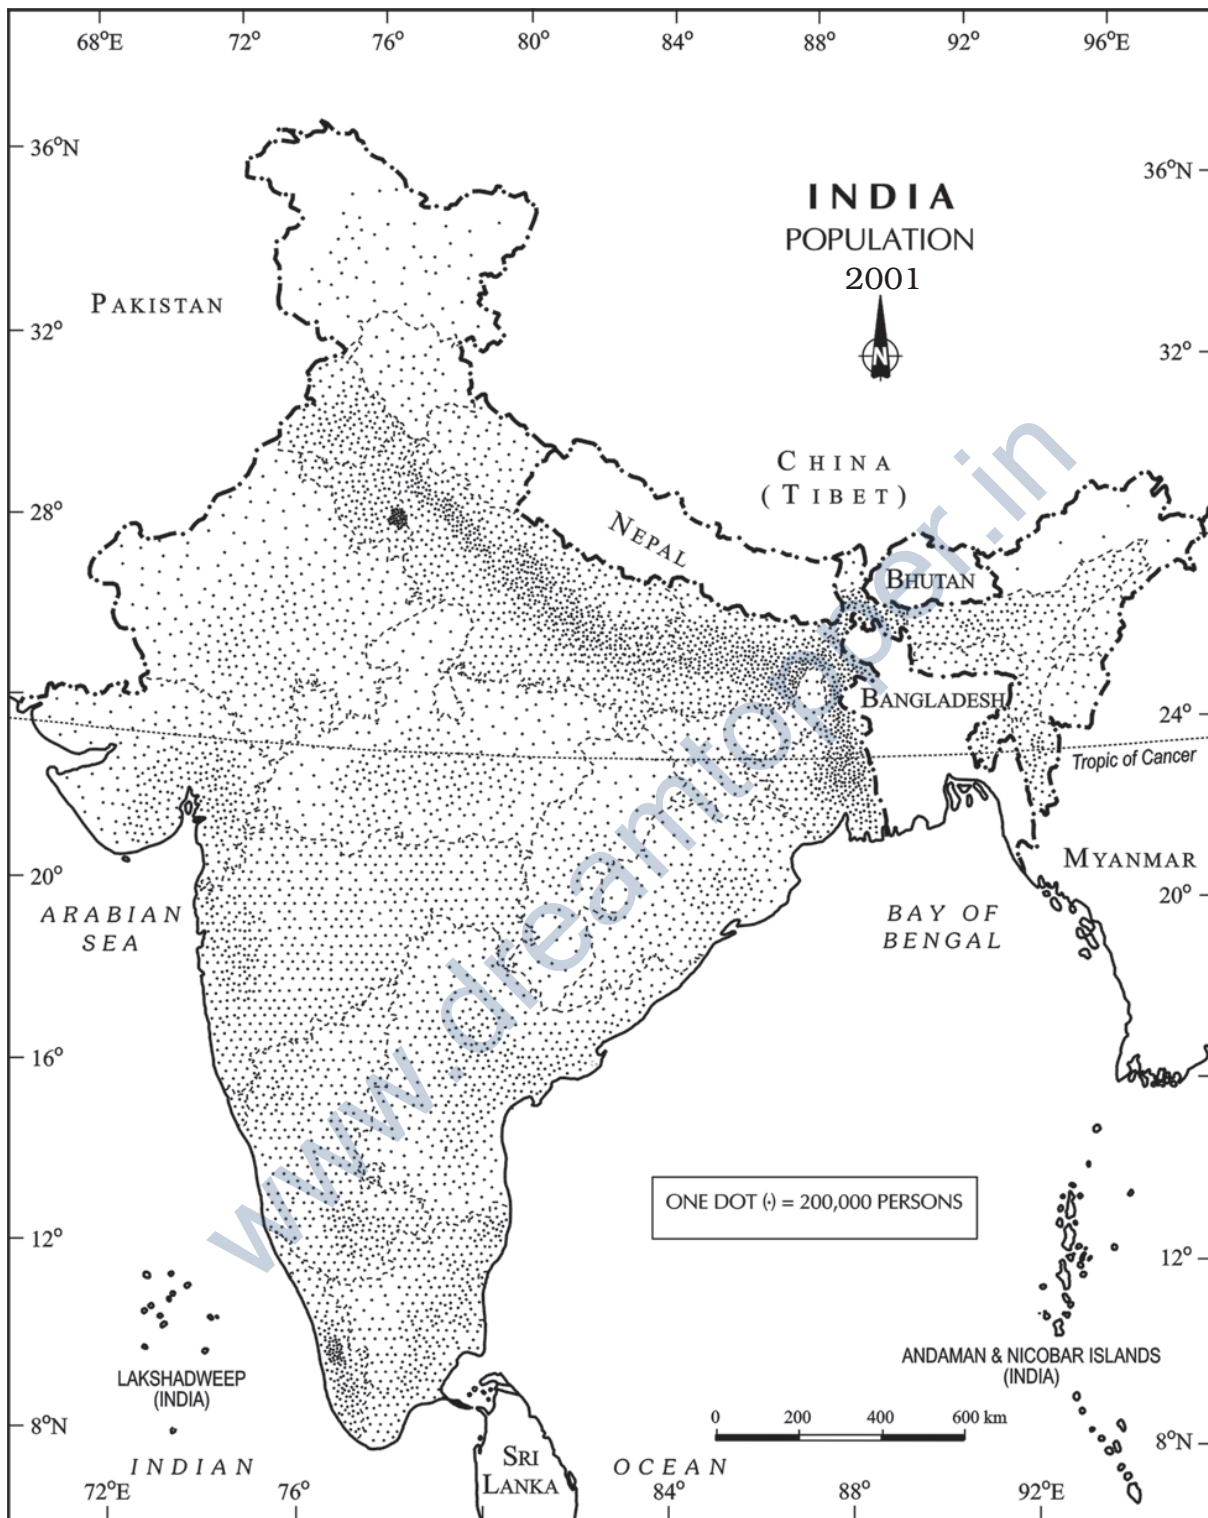 68°E 72° 76° 80° 84° 88° 92° 96°E
36°N
36°N
INDIA
POPULATION
2001
N
PAKISTAN
32°
32°
CHINA
(TIBET)
28°
NEPAL
BHUTAN
BANGLADESH
24°
Tropic of Cancer
MYANMAR
20°
20°
ARABIAN
SEA
BAY OF
BENGAL
16°
www.dreamtopper.in
ONE DOT (·) = 200,000 PERSONS
12°
12°
LAKSHADWEEP
(INDIA)
ANDAMAN & NICOBAR ISLANDS
(INDIA)
0 200 400 600 km
8°N
8°N
SRI
LANKA
INDIAN OCEAN
72°E 76° 84° 88° 92°E